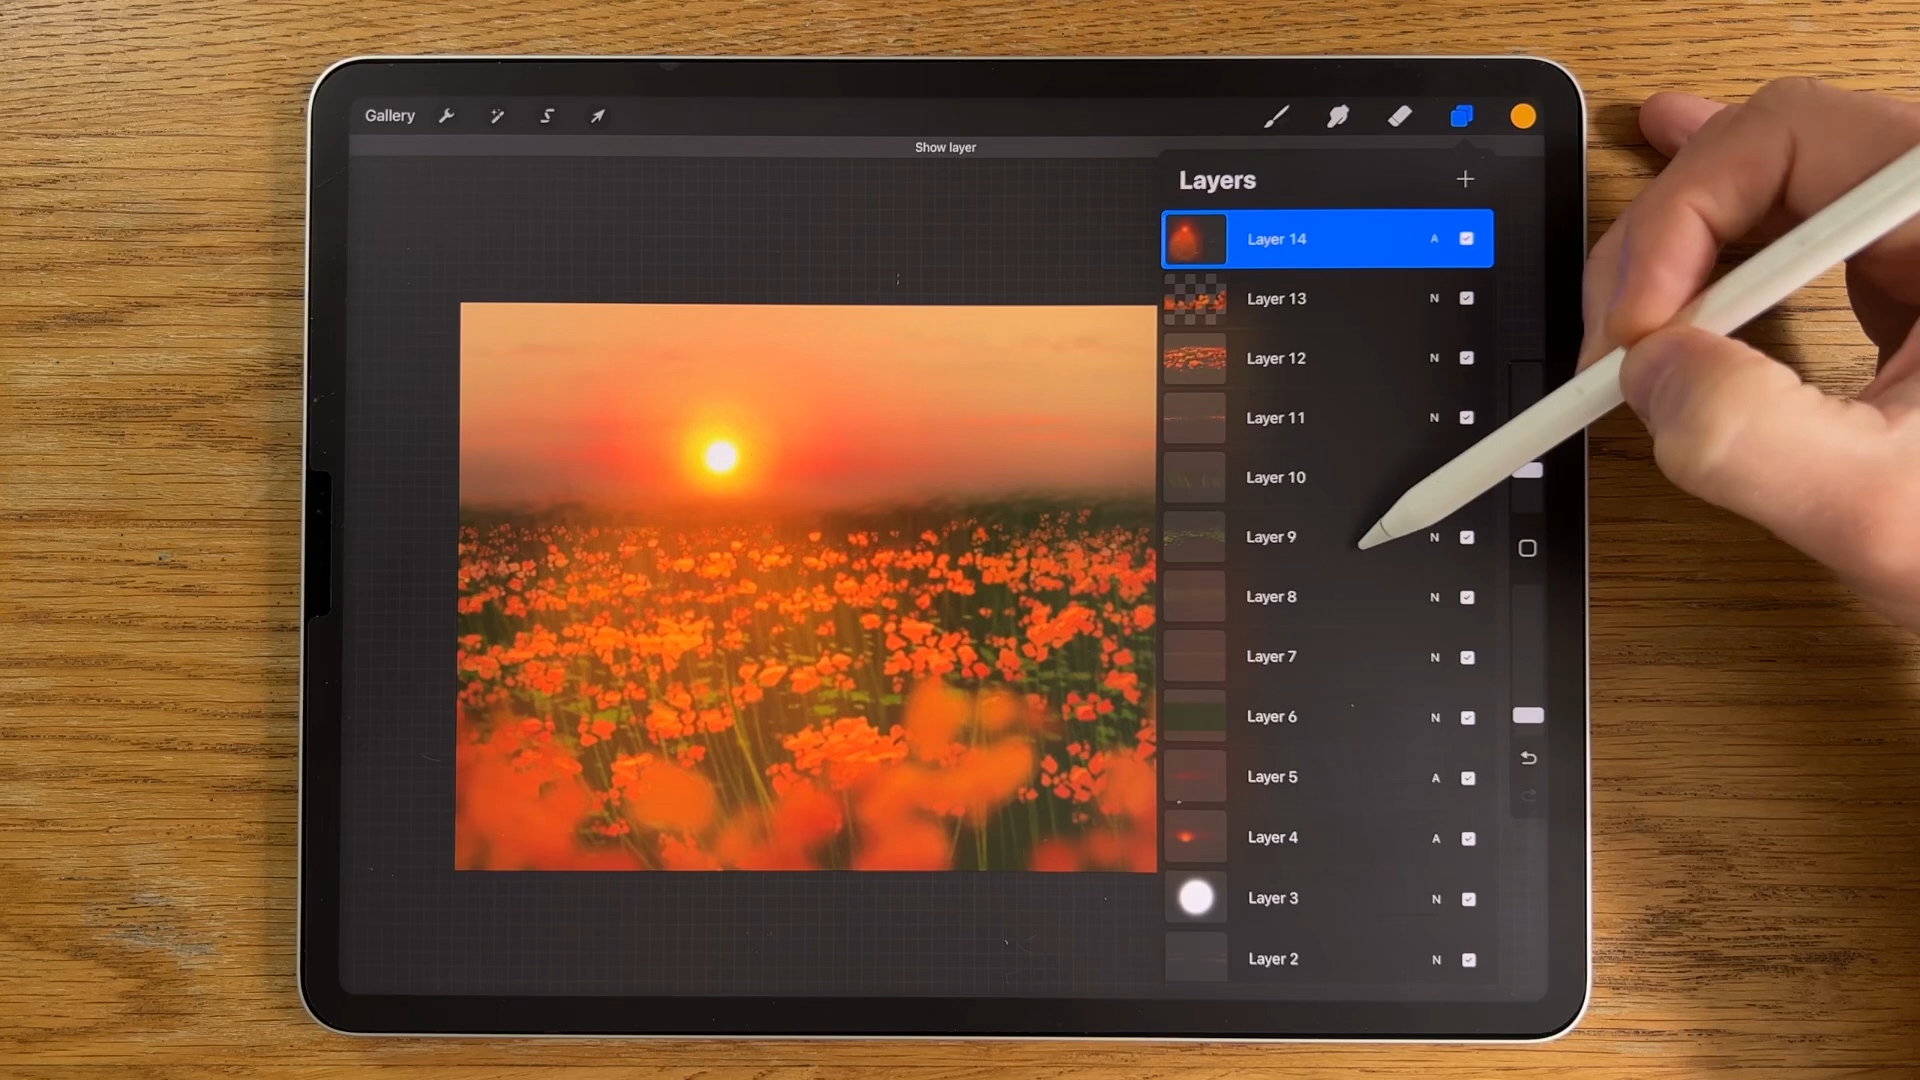 Gallery
Show layer
Layers
Layer 14 A
Layer 13 N
Layer 12 N
Layer 11 N
Layer 10
Layer 9 N
Layer 8 N
Layer 7 N
Layer 6 N
Layer 5 A
Layer 4 A
Layer 3 N
Layer 2 N